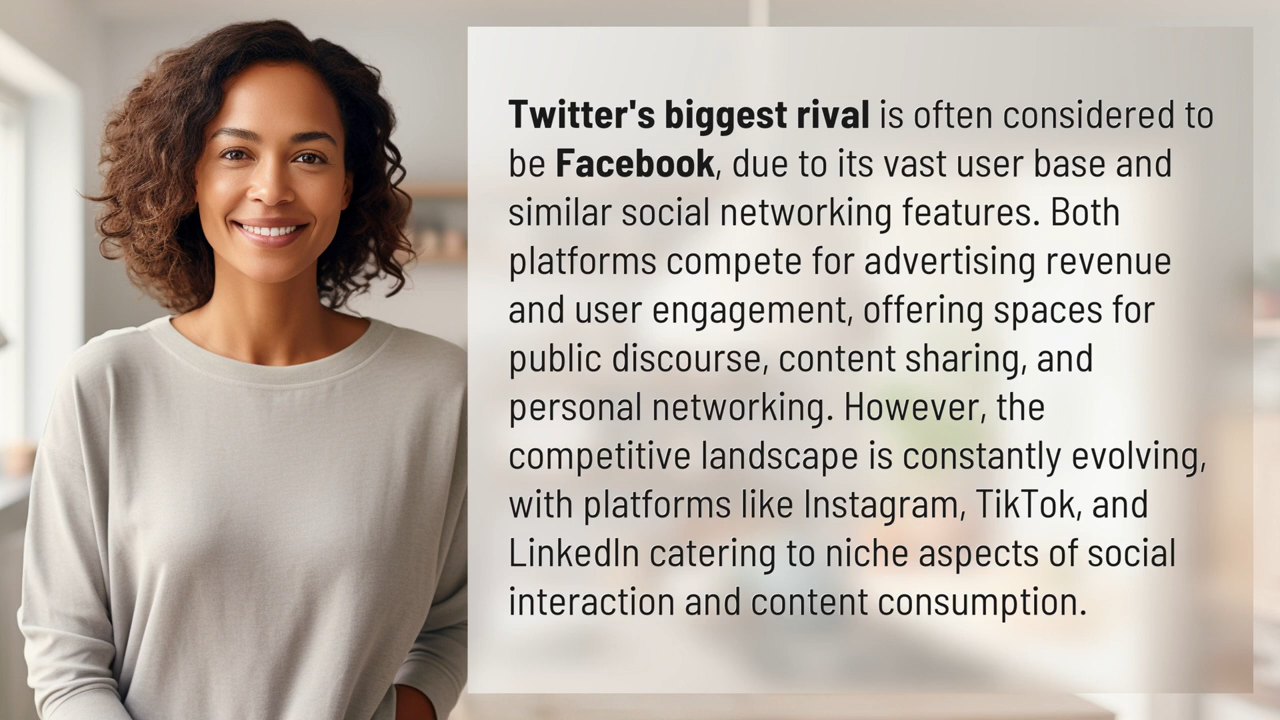 Twitter's biggest rival is often considered to
be Facebook, due to its vast user base and
similar social networking features. Both
platforms compete for advertising revenue
and user engagement, offering spaces for
public discourse, content sharing, and
personal networking. However, the
competitive landscape is constantly evolving,
with platforms like Instagram, TikTok, and
LinkedIn catering to niche aspects of social
interaction and content consumption.